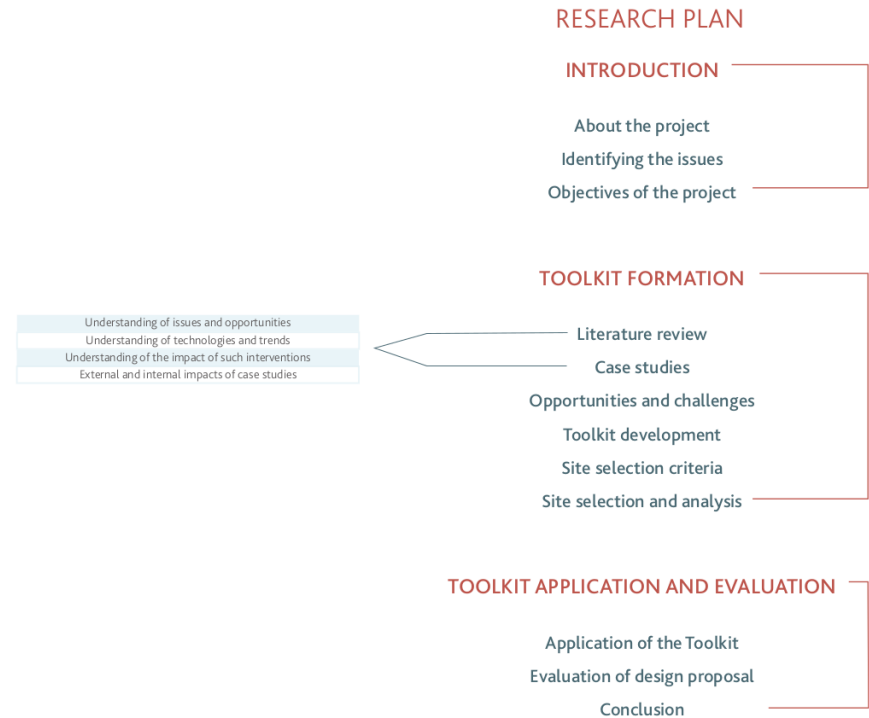 RESEARCH PLAN
INTRODUCTION
About the project
Identifying the issues
Objectives of the project
TOOLKIT FORMATION
Understanding of issues and opportunities
Understanding of technologies and trends
Understanding of the impact of such interventions
External and internal impacts of case studies
Literature review
Case studies
Opportunities and challenges
Toolkit development
Site selection criteria
Site selection and analysis
TOOLKIT APPLICATION AND EVALUATION
Application of the Toolkit
Evaluation of design proposal
Conclusion